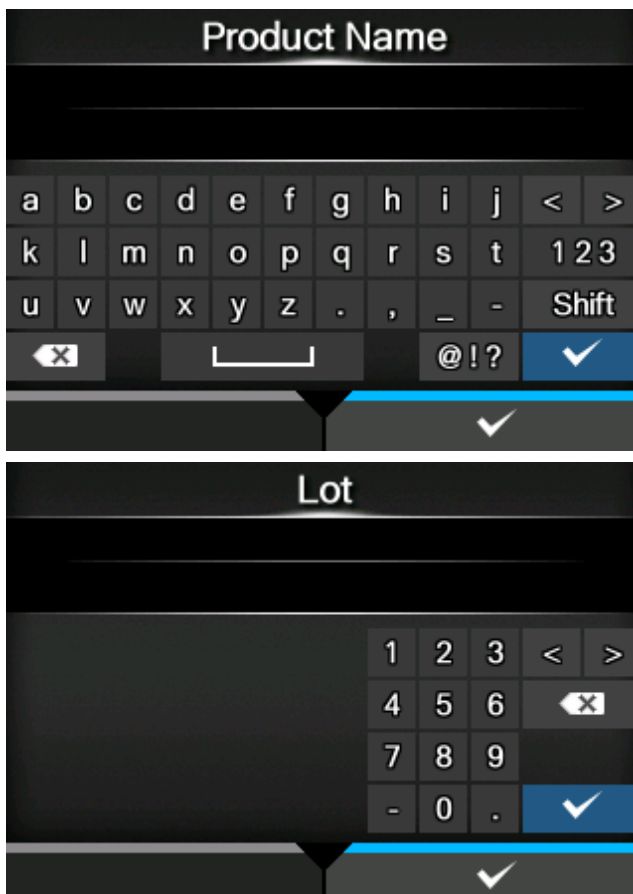 Product Name
a b c d e f g h i j < >
k l m n o p q r s t 123
u v w x y z . , _ - Shift
@!?
Lot
1 2 3 < >
4 5 6
7 8 9
- 0 .